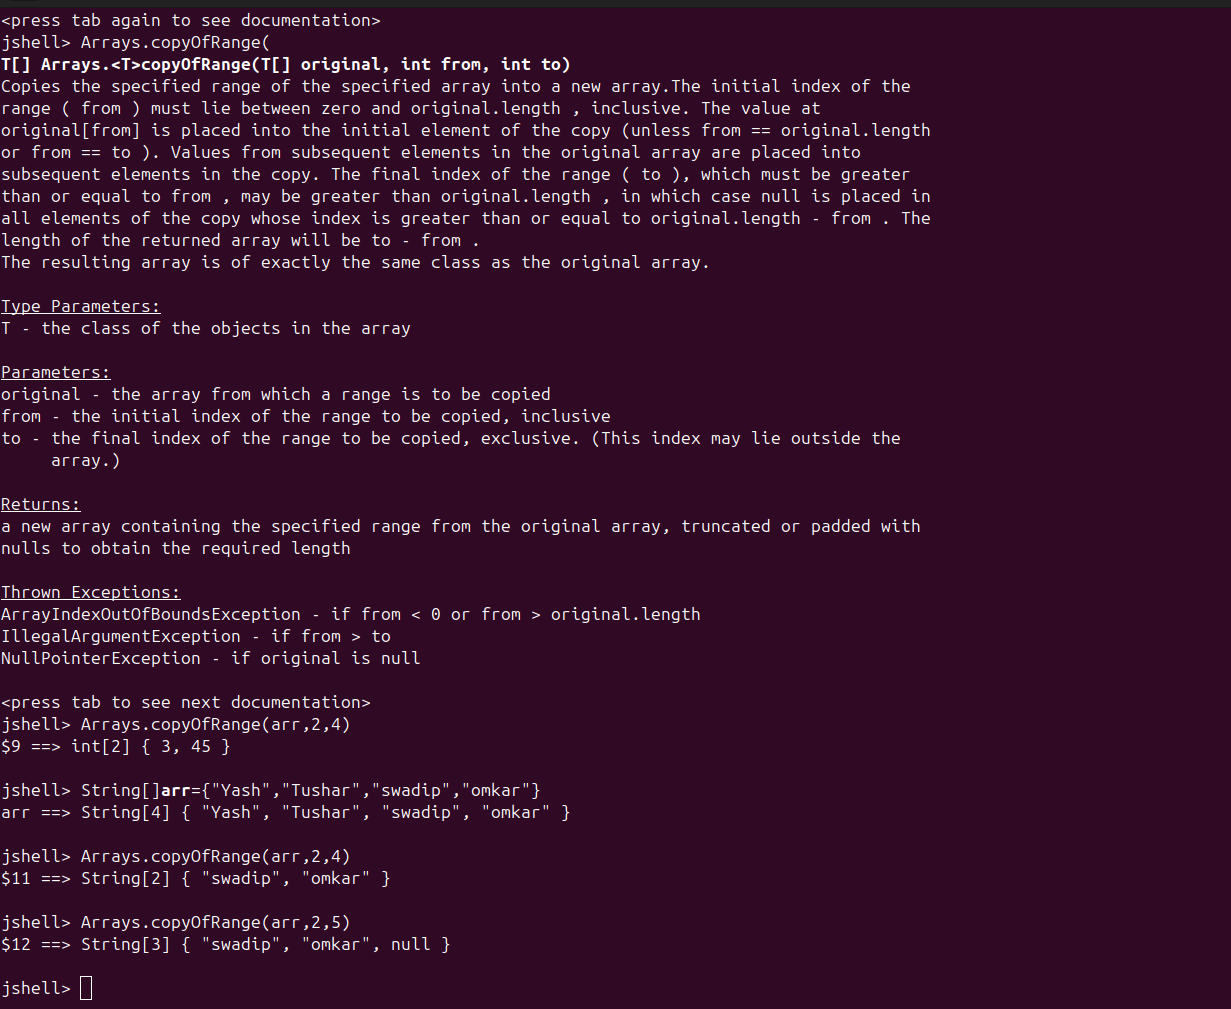 <press tab again to see documentation>
jshell> Arrays.copyOfRange(
T[] Arrays.<T>copyOfRange(T[] original, int from, int to)
Copies the specified range of the specified array into a new array.The initial index of the
range ( from ) must lie between zero and original.length , inclusive. The value at
original[from] is placed into the initial element of the copy (unless from == original.length
or from == to ). Values from subsequent elements in the original array are placed into
subsequent elements in the copy. The final index of the range ( to ), which must be greater
than or equal to from , may be greater than original.length , in which case null is placed in
all elements of the copy whose index is greater than or equal to original.length - from . The
length of the returned array will be to - from .
The resulting array is of exactly the same class as the original array.

Type Parameters:
T - the class of the objects in the array

Parameters:
original - the array from which a range is to be copied
from - the initial index of the range to be copied, inclusive
to - the final index of the range to be copied, exclusive. (This index may lie outside the
     array.)

Returns:
a new array containing the specified range from the original array, truncated or padded with
nulls to obtain the required length

Thrown Exceptions:
ArrayIndexOutOfBoundsException - if from < 0 or from > original.length
IllegalArgumentException - if from > to
NullPointerException - if original is null

<press tab to see next documentation>
jshell> Arrays.copyOfRange(arr,2,4)
$9 ==> int[2] { 3, 45 }

jshell> String[]arr={"Yash","Tushar","swadip","omkar"}
arr ==> String[4] { "Yash", "Tushar", "swadip", "omkar" }

jshell> Arrays.copyOfRange(arr,2,4)
$11 ==> String[2] { "swadip", "omkar" }

jshell> Arrays.copyOfRange(arr,2,5)
$12 ==> String[3] { "swadip", "omkar", null }

jshell>